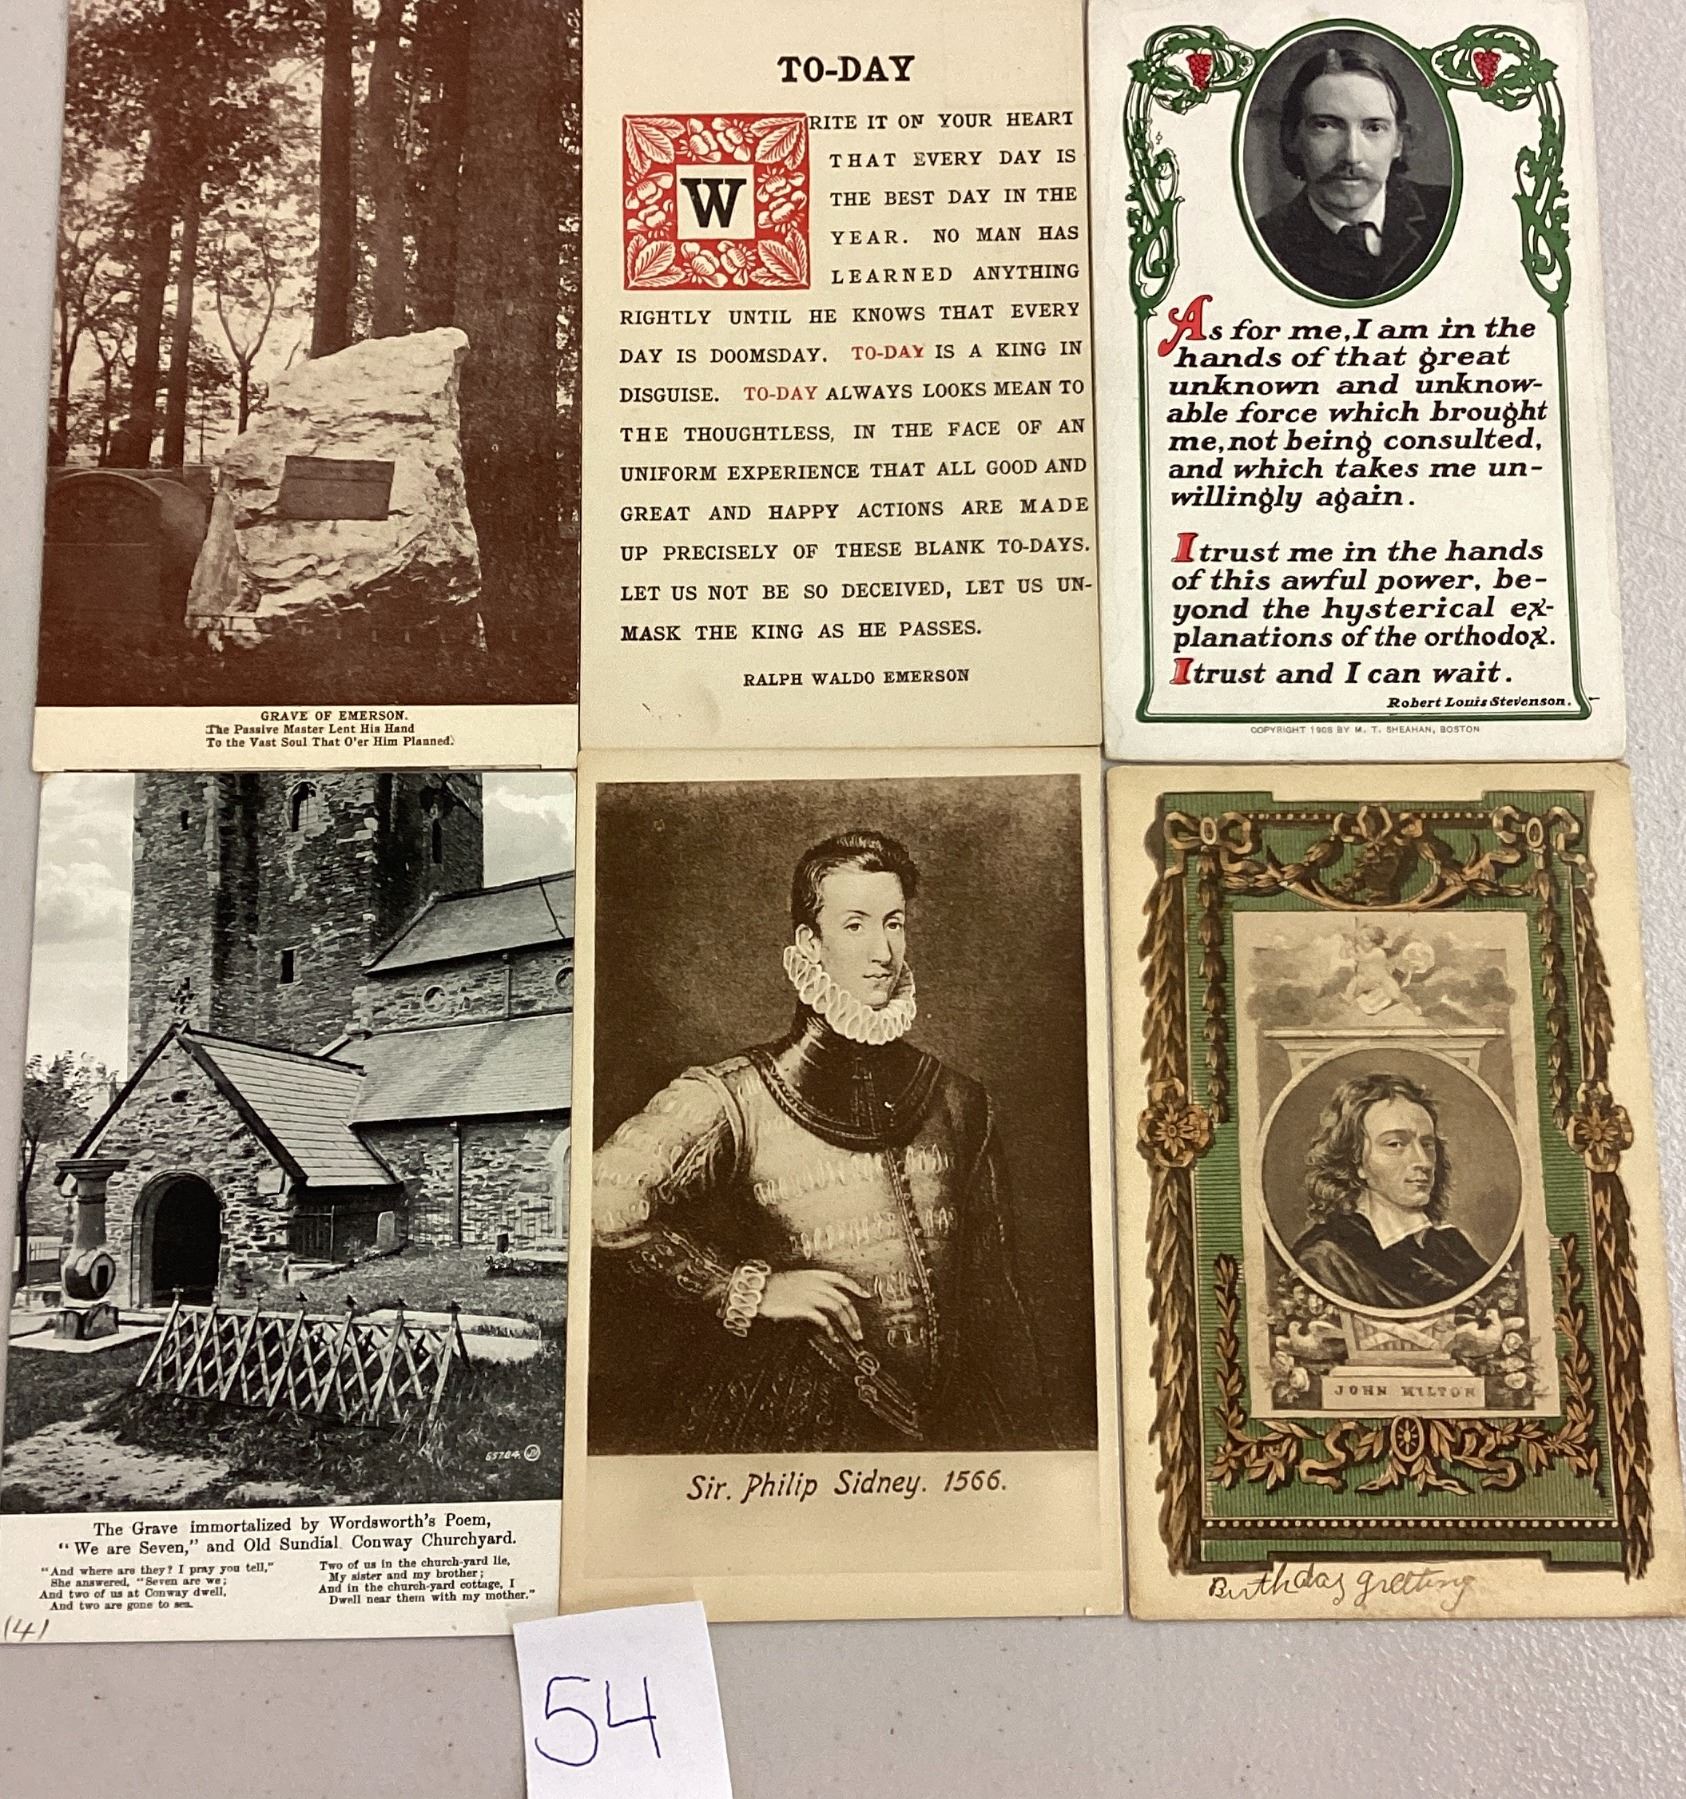 GRAVE OF EMERSON.
The Passive Master Lent His Hand
To the Vast Soul That O'er Him Planned.
TO-DAY
WRITE IT ON YOUR HEART
THAT EVERY DAY IS
THE BEST DAY IN THE
YEAR. NO MAN HAS
LEARNED ANYTHING
RIGHTLY UNTIL HE KNOWS THAT EVERY
DAY IS DOOMSDAY. TO-DAY IS A KING IN
DISGUISE. TO-DAY ALWAYS LOOKS MEAN TO
THE THOUGHTLESS, IN THE FACE OF AN
UNIFORM EXPERIENCE THAT ALL GOOD AND
GREAT AND HAPPY ACTIONS ARE MADE
UP PRECISELY OF THESE BLANK TO-DAYS.
LET US NOT BE SO DECEIVED, LET US UN-
MASK THE KING AS HE PASSES.
RALPH WALDO EMERSON
As for me, I am in the
hands of that great
unknown and unknow-
able force which brought
me, not being consulted,
and which takes me un-
willingly again.
I trust me in the hands
of this awful power, be-
yond the hysterical ex-
planations of the orthodox.
I trust and I can wait.
Robert Louis Stevenson.
COPYRIGHT 1908 BY M. T. SHEAHAN, BOSTON
65784 JV
The Grave immortalized by Wordsworth's Poem,
"We are Seven," and Old Sundial Conway Churchyard.
"And where are they? I pray you tell,"
She answered, "Seven are we;
And two of us at Conway dwell,
And two are gone to sea.
Two of us in the church-yard lie,
My sister and my brother;
And in the church-yard cottage, I
Dwell near them with my mother."
(4)
Sir. Philip Sidney. 1566.
JOHN MILTON
Birthday greeting
54